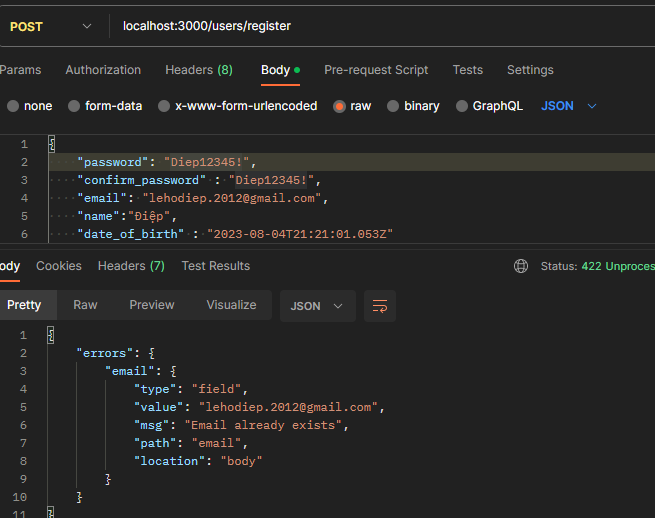 POST localhost:3000/users/register
Params Authorization Headers (8) Body Pre-request Script Tests Settings
none form-data x-www-form-urlencoded raw binary GraphQL JSON
1 {
2 "password": "Diep12345!",
3 "confirm_password" : "Diep12345!",
4 "email": "lehodiep.2012@gmail.com",
5 "name":"Điệp",
6 "date_of_birth" : "2023-08-04T21:21:01.053Z"
ody Cookies Headers (7) Test Results Status: 422 Unproces
Pretty Raw Preview Visualize JSON
1 {
2 "errors": {
3 "email": {
4 "type": "field",
5 "value": "lehodiep.2012@gmail.com",
6 "msg": "Email already exists",
7 "path": "email",
8 "location": "body"
9 }
10 }
11 }